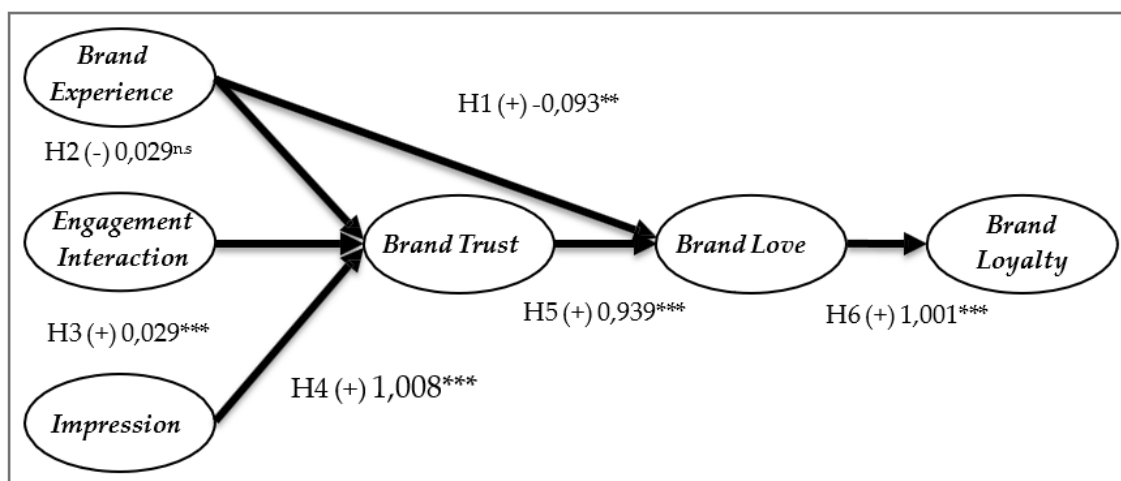 Brand
Experience
H1 (+) -0,093**
H2 (-) 0,029n.s
Engagement
Interaction
Brand Trust
Brand Love
Brand
Loyalty
H3 (+) 0,029***
H5 (+) 0,939***
H6 (+) 1,001***
H4 (+) 1,008***
Impression